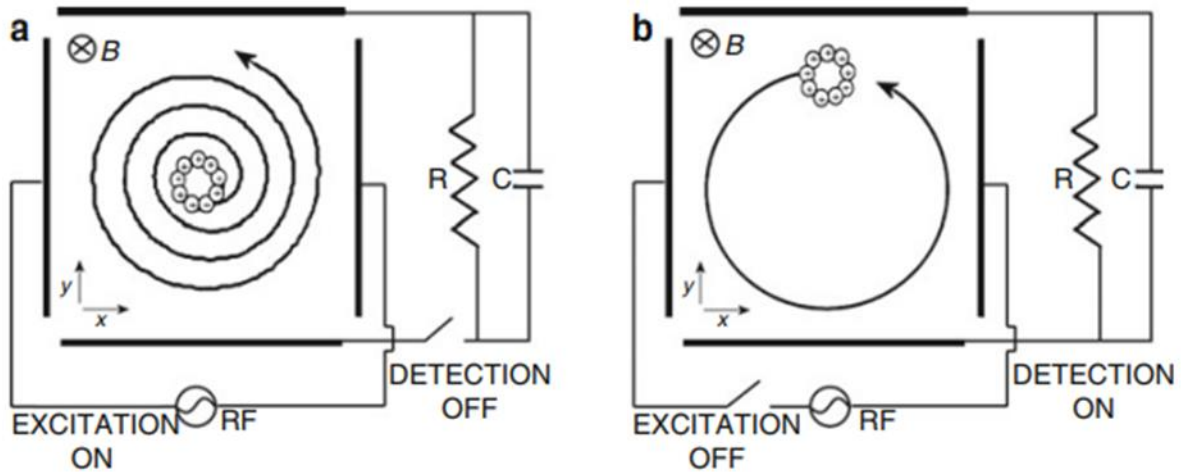 a
B
R
C
y
x
DETECTION
OFF
EXCITATION
ON
RF
b
B
R
C
y
x
DETECTION
ON
EXCITATION
OFF
RF